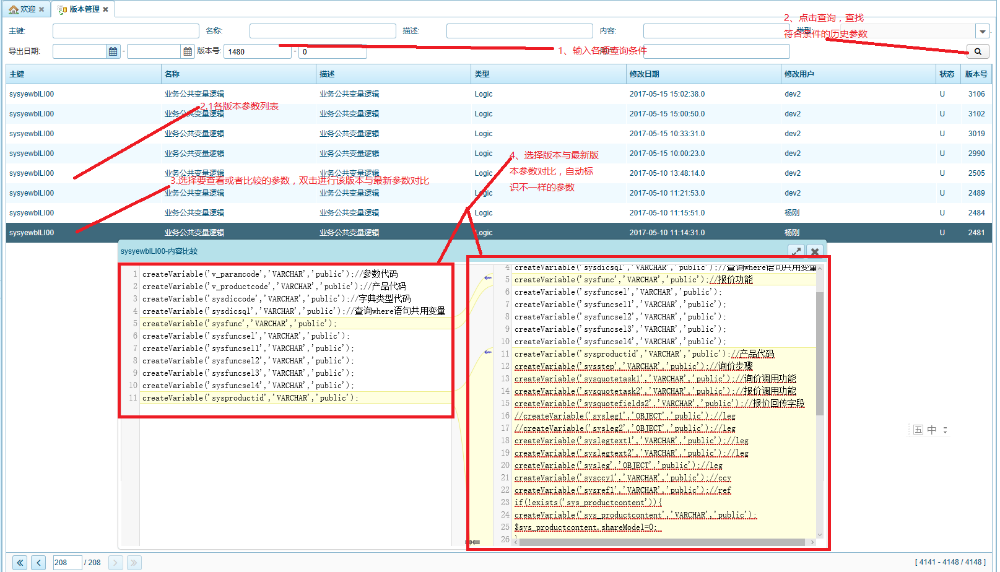 欢迎 版本管理
主键: 名称: 描述: 内容: 类型:
2、点击查询，查找
符合条件的历史参数
导出日期: - 版本号: 1480 - 0
1、输入各项查询条件
主键 名称 描述 类型 修改日期 修改用户 状态 版本号
sysyewblLI00 业务公共变量逻辑 业务公共变量逻辑 Logic 2017-05-15 15:02:38.0 dev2 U 3106
2.1各版本参数列表
sysyewblLI00 业务公共变量逻辑 业务公共变量逻辑 Logic 2017-05-15 15:00:50.0 dev2 U 3102
sysyewblLI00 业务公共变量逻辑 业务公共变量逻辑 Logic 2017-05-15 10:33:31.0 dev2 U 3019
sysyewblLI00 业务公共变量逻辑 业务公共变量逻辑 Logic 2017-05-15 10:00:23.0 dev2 U 2990
4、选择版本与最新版
本参数对比，自动标
识不一样的参数
sysyewblLI00 业务公共变量逻辑 业务公共变量逻辑 Logic 2017-05-10 13:48:14.0 dev2 U 2505
3.选择要查看或者比较的参数，双击进行该版本与最新参数对比
sysyewblLI00 业务公共变量逻辑 业务公共变量逻辑 Logic 2017-05-10 11:21:53.0 dev2 U 2489
sysyewblLI00 业务公共变量逻辑 业务公共变量逻辑 Logic 2017-05-10 11:15:51.0 杨刚 U 2484
sysyewblLI00 业务公共变量逻辑 业务公共变量逻辑 Logic 2017-05-10 11:14:31.0 杨刚 U 2481
sysyewblLI00-内容比较
1 createVariable('v_paramcode','VARCHAR','public');//参数代码
2 createVariable('v_productcode','VARCHAR','public');//产品代码
3 createVariable('sysdiccode','VARCHAR','public');//字典类型代码
4 createVariable('sysdicsql','VARCHAR','public');//查询where语句共用变量
5 createVariable('sysfunc','VARCHAR','public');
6 createVariable('sysfuncsel','VARCHAR','public');
7 createVariable('sysfuncsel1','VARCHAR','public');
8 createVariable('sysfuncsel2','VARCHAR','public');
9 createVariable('sysfuncsel3','VARCHAR','public');
10 createVariable('sysfuncsel4','VARCHAR','public');
11 createVariable('sysproductid','VARCHAR','public');
4 createVariable('sysdicsql','VARCHAR','public');//查询where语句共用变量
5 createVariable('sysfunc','VARCHAR','public');//报价功能
6 createVariable('sysfuncsel','VARCHAR','public');
7 createVariable('sysfuncsel1','VARCHAR','public');
8 createVariable('sysfuncsel2','VARCHAR','public');
9 createVariable('sysfuncsel3','VARCHAR','public');
10 createVariable('sysfuncsel4','VARCHAR','public');
11 createVariable('sysproductid','VARCHAR','public');//产品代码
12 createVariable('sysstep','VARCHAR','public');//询价步骤
13 createVariable('sysquotetask1','VARCHAR','public');//询价调用功能
14 createVariable('sysquotetask2','VARCHAR','public');//报价调用功能
15 createVariable('sysquotefields2','VARCHAR','public');//报价回传字段
16 //createVariable('sysleg1','OBJECT','public');//leg
17 //createVariable('sysleg2','OBJECT','public');//leg
18 createVariable('syslegtext1','VARCHAR','public');//leg
19 createVariable('syslegtext2','VARCHAR','public');//leg
20 createVariable('sysleg','OBJECT','public');//leg
21 createVariable('sysccy1','VARCHAR','public');//ccy
22 createVariable('sysref1','VARCHAR','public');//ref
23 if(!exists('sys_productcontent')){
24 createVariable('sys_productcontent','VARCHAR','public');
25 $sys_productcontent.shareModel=0;
26 }
五 中
208 / 208
[ 4141 - 4148 / 4148 ]